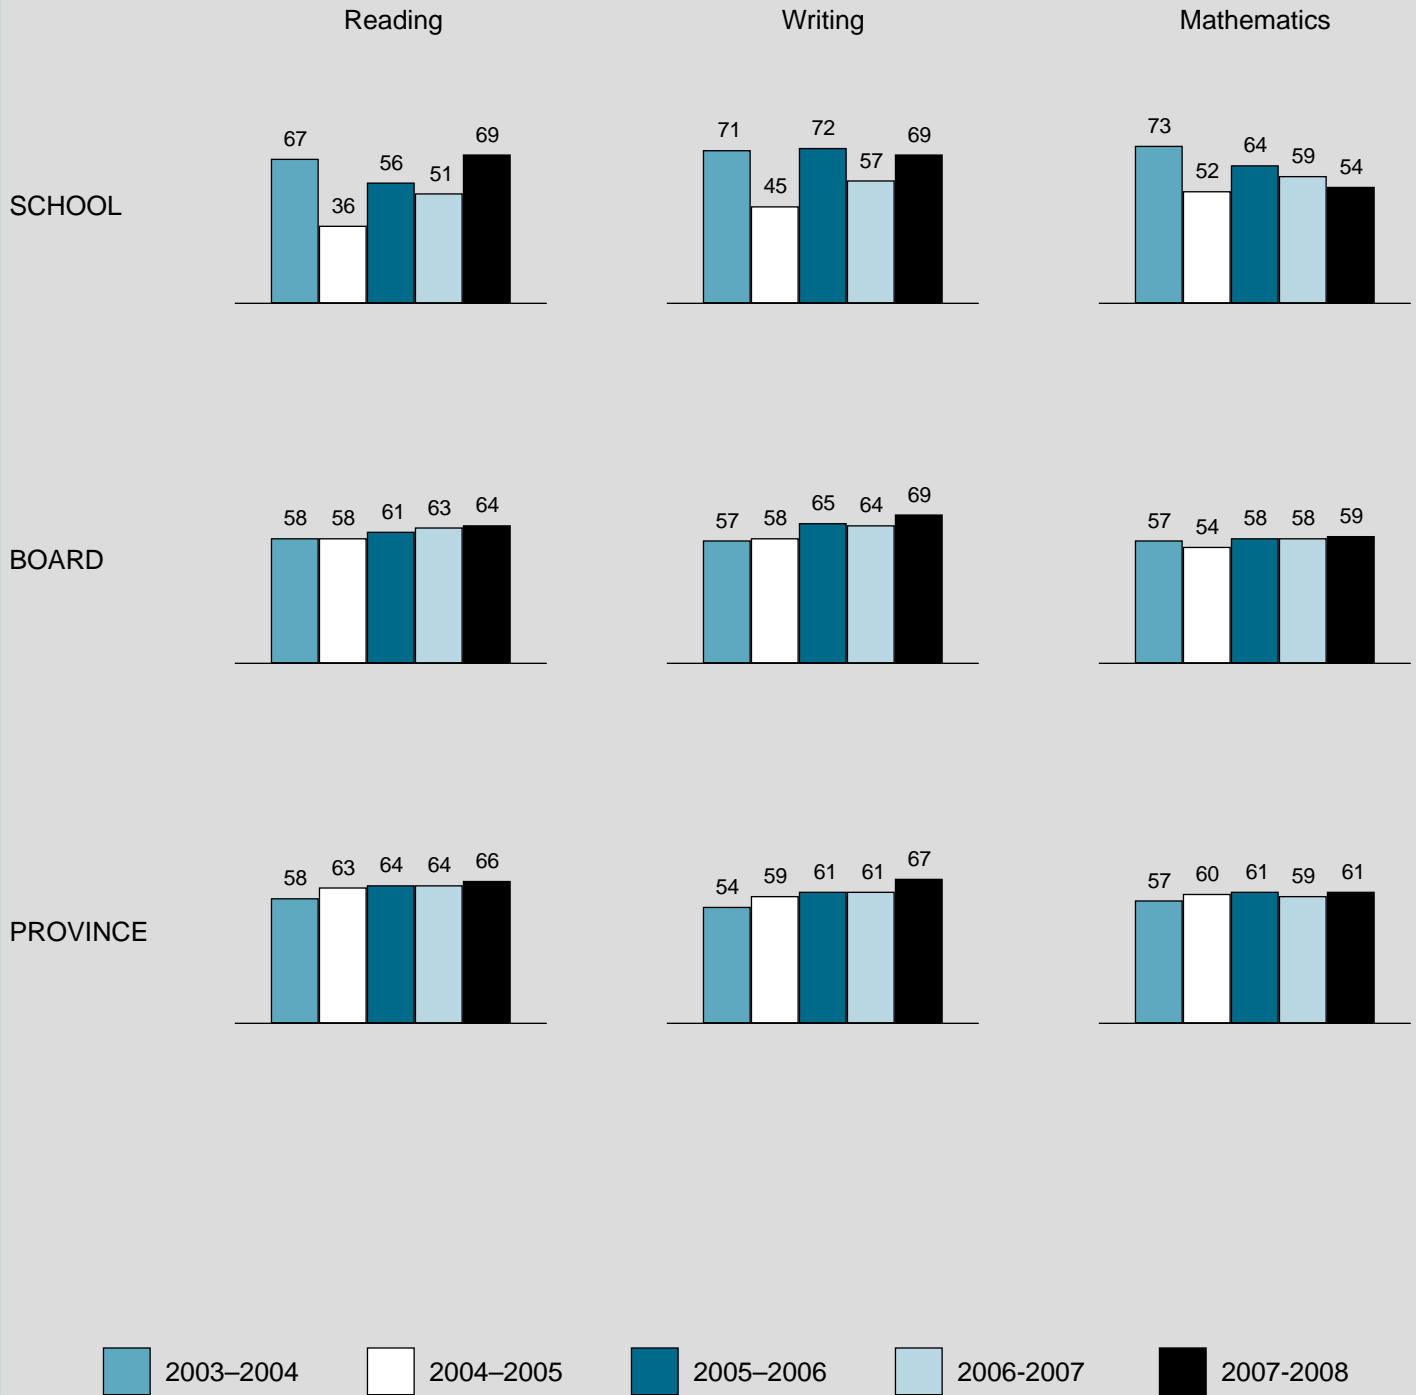 Reading Writing Mathematics
SCHOOL
67 36 56 51 69
71 45 72 57 69
73 52 64 59 54
BOARD
58 58 61 63 64
57 58 65 64 69
57 54 58 58 59
PROVINCE
58 63 64 64 66
54 59 61 61 67
57 60 61 59 61
2003–2004 2004–2005 2005–2006 2006-2007 2007-2008